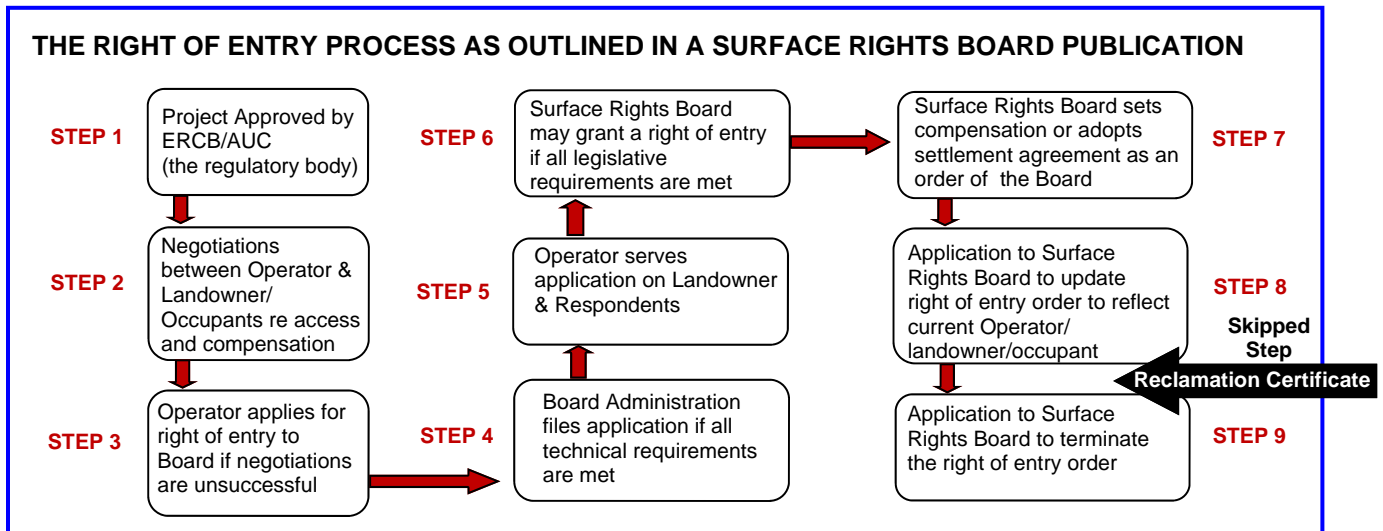 THE RIGHT OF ENTRY PROCESS AS OUTLINED IN A SURFACE RIGHTS BOARD PUBLICATION
STEP 1
Project Approved by
ERCB/AUC
(the regulatory body)
STEP 2
Negotiations
between Operator &
Landowner/
Occupants re access
and compensation
STEP 3
Operator applies for
right of entry to
Board if negotiations
are unsuccessful
STEP 4
Board Administration
files application if all
technical requirements
are met
STEP 5
Operator serves
application on Landowner
& Respondents
STEP 6
Surface Rights Board
may grant a right of entry
if all legislative
requirements are met
Surface Rights Board sets
compensation or adopts
settlement agreement as an
order of the Board
STEP 7
Application to Surface
Rights Board to update
right of entry order to reflect
current Operator/
landowner/occupant
STEP 8
Skipped
Step
Reclamation Certificate
Application to Surface
Rights Board to terminate
the right of entry order
STEP 9